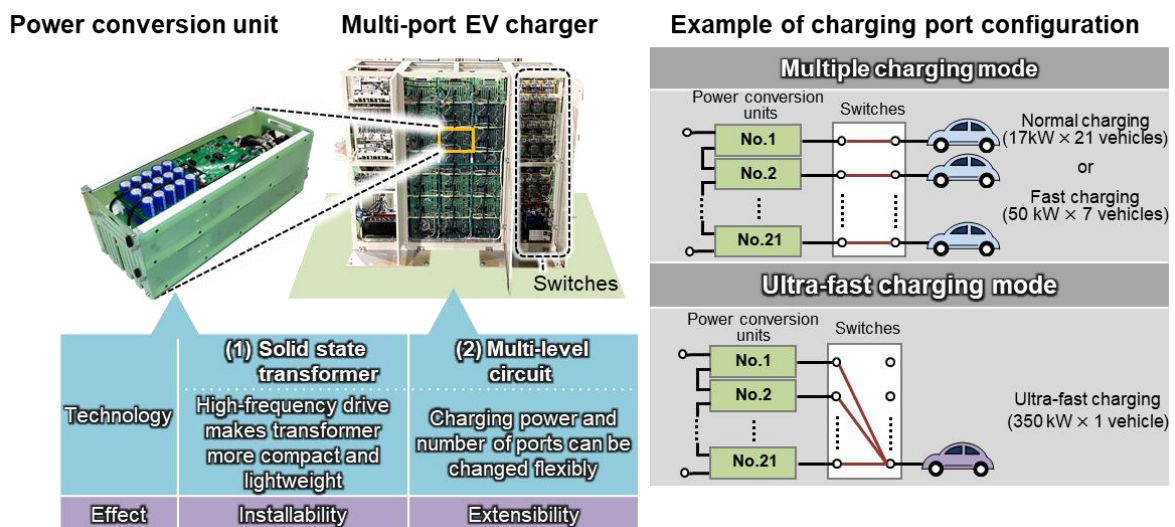 Power conversion unit
Multi-port EV charger
Example of charging port configuration
Switches
(1) Solid state
transformer
(2) Multi-level
circuit
Technology
High-frequency drive
makes transformer
more compact and
lightweight
Charging power and
number of ports can be
changed flexibly
Effect
Installability
Extensibility
Multiple charging mode
Power conversion
units
Switches
No.1
No.2
No.21
Normal charging
(17kW × 21 vehicles)
or
Fast charging
(50 kW × 7 vehicles)
Ultra-fast charging mode
Power conversion
units
Switches
No.1
No.2
No.21
Ultra-fast charging
(350 kW × 1 vehicle)